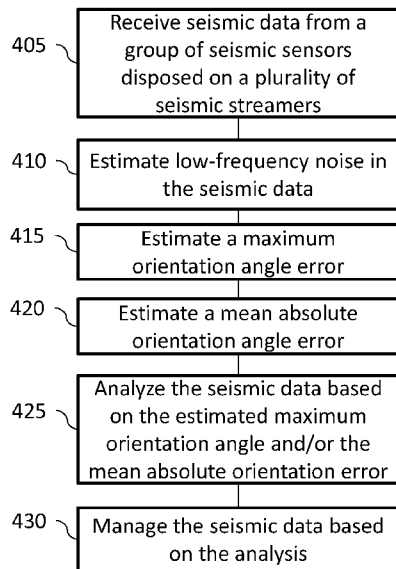 405
Receive seismic data from a
group of seismic sensors
disposed on a plurality of
seismic streamers
410
Estimate low-frequency noise in
the seismic data
415
Estimate a maximum
orientation angle error
420
Estimate a mean absolute
orientation angle error
425
Analyze the seismic data based
on the estimated maximum
orientation angle and/or the
mean absolute orientation error
430
Manage the seismic data based
on the analysis